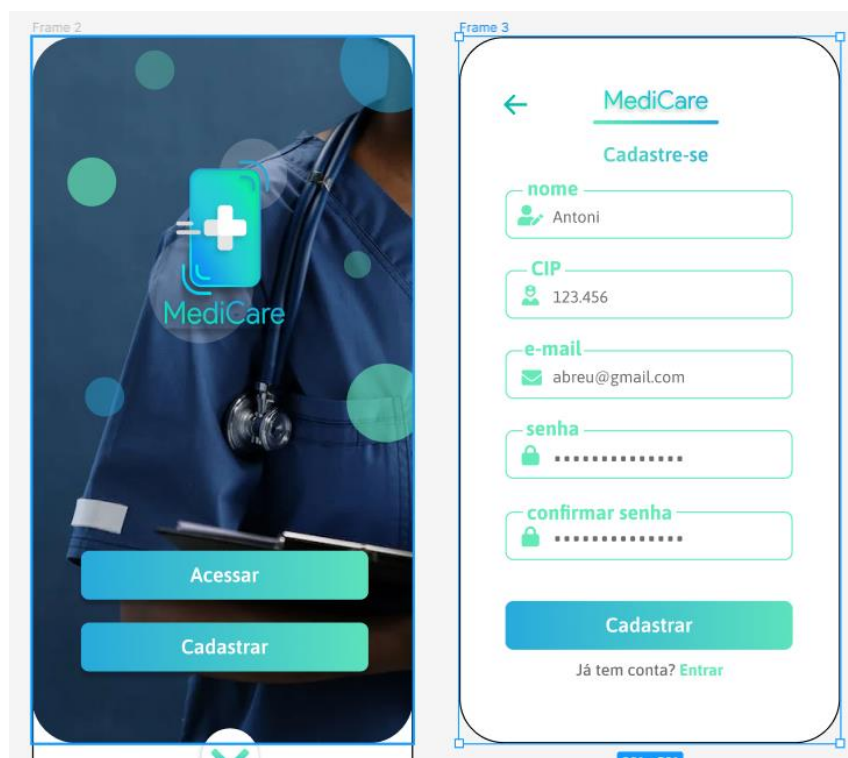 Frame 2
MediCare
Acessar
Cadastrar
Frame 3
MediCare
Cadastre-se
nome
Antoni
CIP
123.456
e-mail
abreu@gmail.com
senha
confirmar senha
Cadastrar
Já tem conta? Entrar